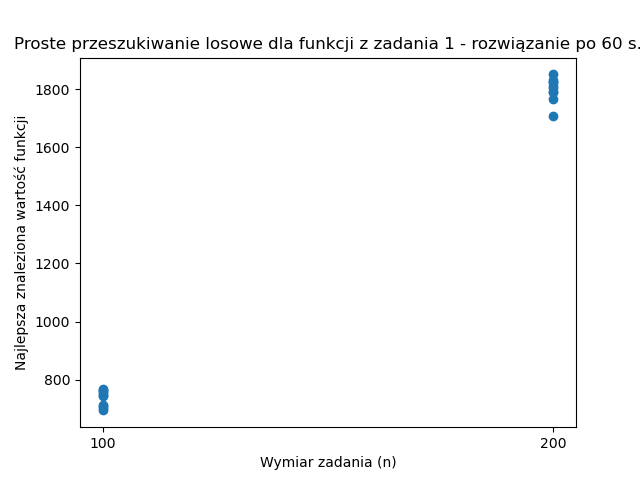 Proste przeszukiwanie losowe dla funkcji z zadania 1 - rozwiązanie po 60 s.
Najlepsza znaleziona wartość funkcji
1800
1600
1400
1200
1000
800
100
200
Wymiar zadania (n)